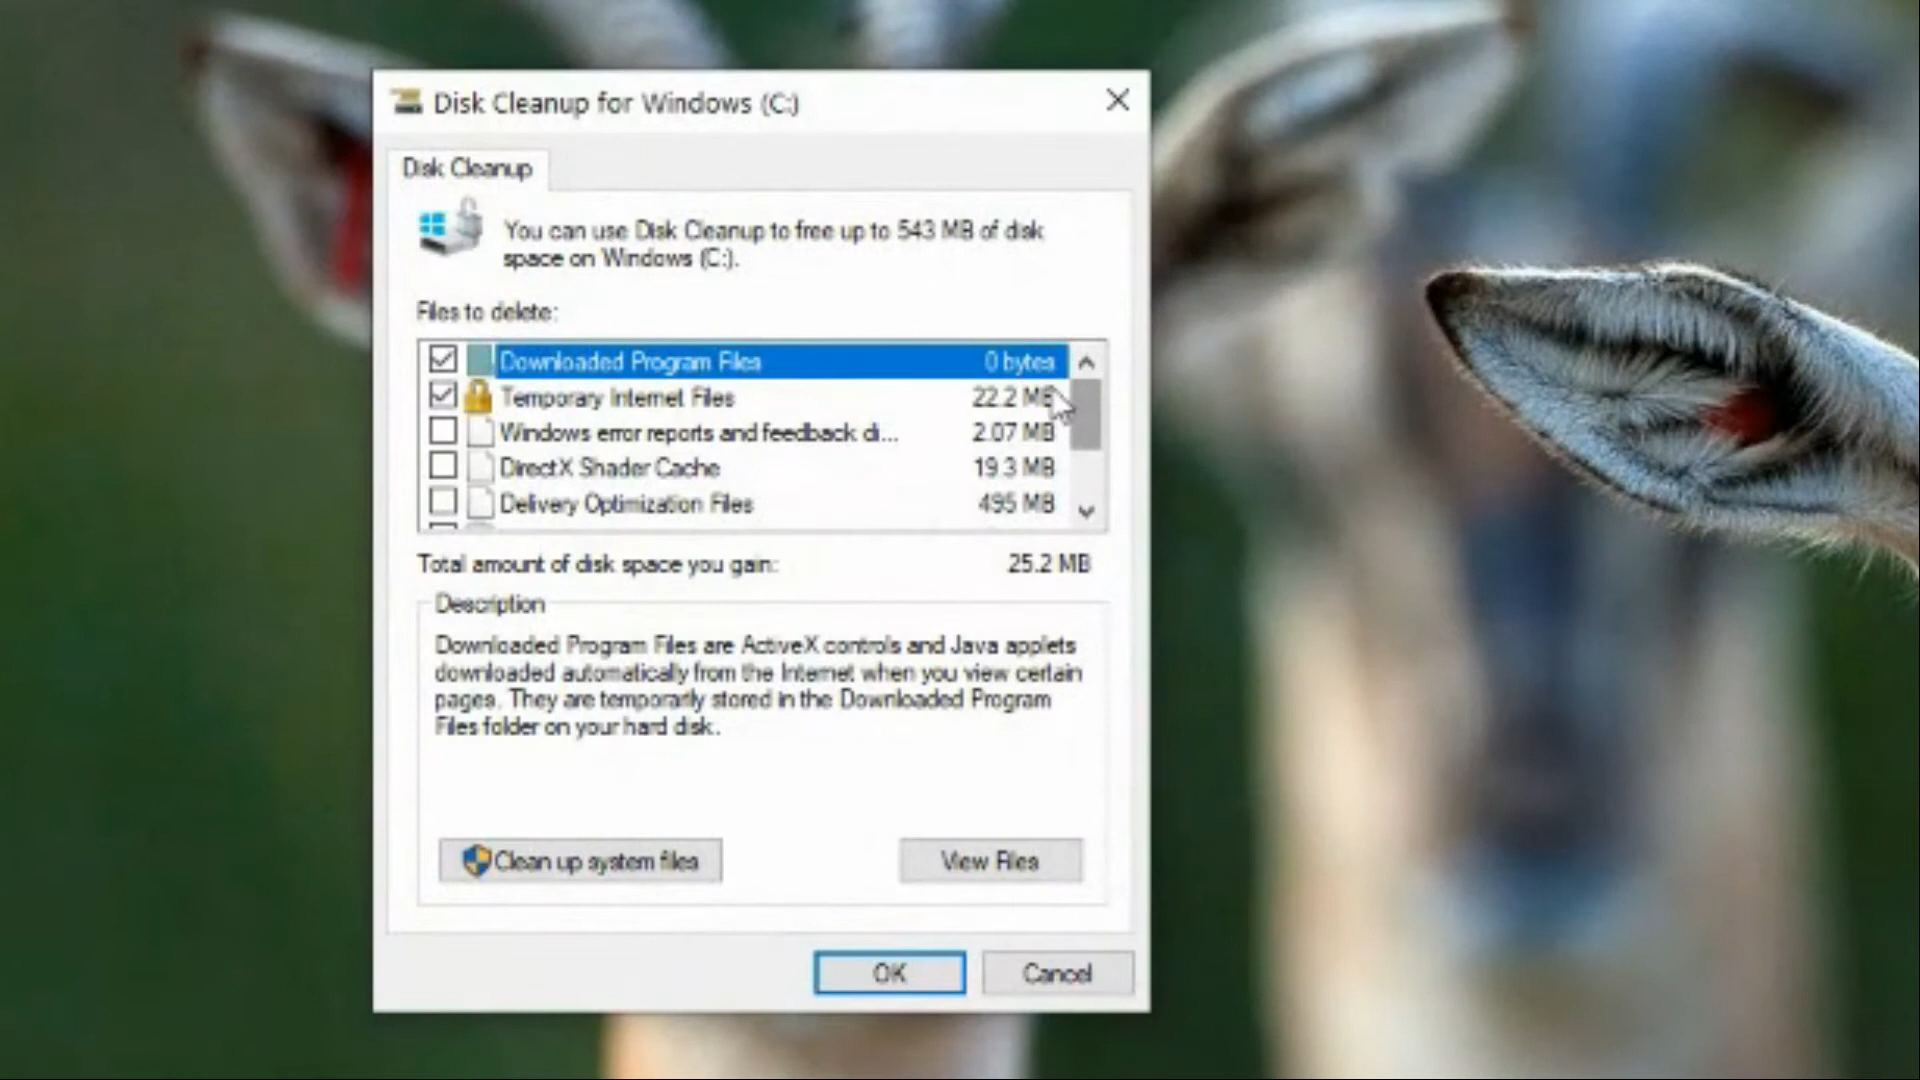 Disk Cleanup for Windows (C:)
Disk Cleanup
You can use Disk Cleanup to free up to 543 MB of disk
space on Windows (C:).
Files to delete:
Downloaded Program Files 0 bytes
Temporary Internet Files 22.2 MB
Windows error reports and feedback di... 2.07 MB
DirectX Shader Cache 19.3 MB
Delivery Optimization Files 495 MB
Total amount of disk space you gain: 25.2 MB
Description
Downloaded Program Files are ActiveX controls and Java applets
downloaded automatically from the Internet when you view certain
pages. They are temporarily stored in the Downloaded Program
Files folder on your hard disk.
Clean up system files View Files
OK Cancel